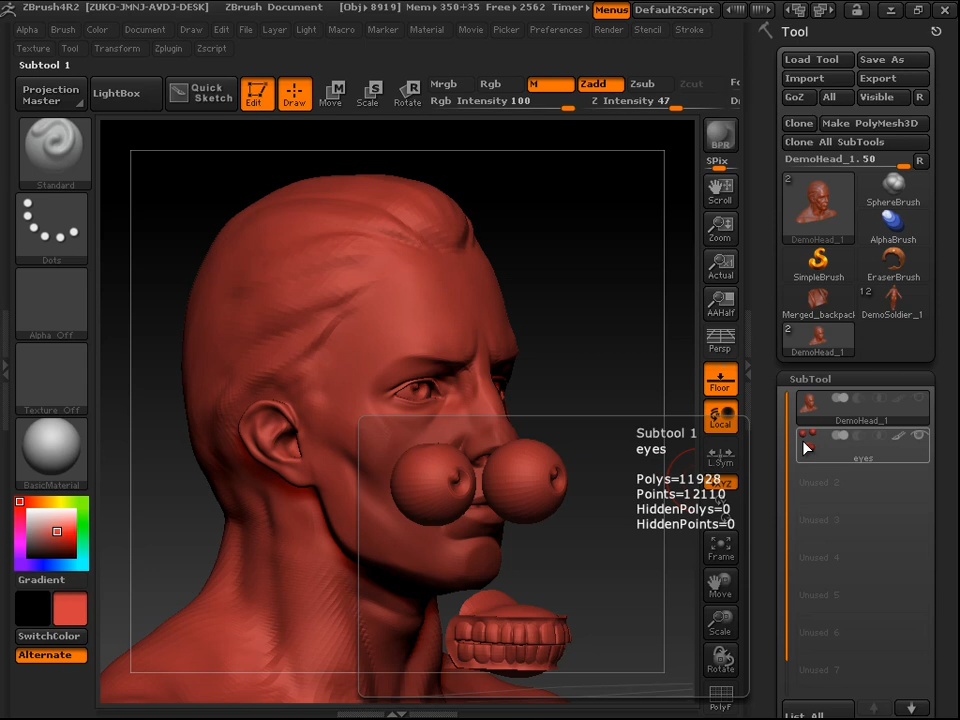 ZBrush4R2 [ZUKO-JMNJ-AVDJ-DESK] ZBrush Document [Obj▸8919] Mem▸350+35 Free▸2562 Timer▸ Menus DefaultZScript
Alpha Brush Color Document Draw Edit File Layer Light Macro Marker Material Movie Picker Preferences Render Stencil Stroke
Texture Tool Transform Zplugin Zscript
Subtool 1
Projection Master
LightBox
Quick Sketch
Edit
Draw
Move
Scale
Rotate
Mrgb Rgb M Zadd Zsub Zcut
Rgb Intensity 100 Z Intensity 47
Standard
Dots
Alpha Off
Texture Off
BasicMaterial
Gradient
SwitchColor
Alternate
Subtool 1
eyes
Polys=11928
Points=12110
HiddenPolys=0
HiddenPoints=0
BPR
SPix
Scroll
Zoom
Actual
AAHalf
Persp
Floor
Local
L.Sym
XYZ
Frame
Move
Scale
Rotate
PolyF
Tool
Load Tool Save As
Import Export
GoZ All Visible R
Clone Make PolyMesh3D
Clone All SubTools
DemoHead_1. 50 R
2
DemoHead_1
SphereBrush
AlphaBrush
SimpleBrush EraserBrush
12
Merged_backpack DemoSoldier_1
2
DemoHead_1
SubTool
DemoHead_1
eyes
Unused 2
Unused 3
Unused 4
Unused 5
Unused 6
Unused 7
List All